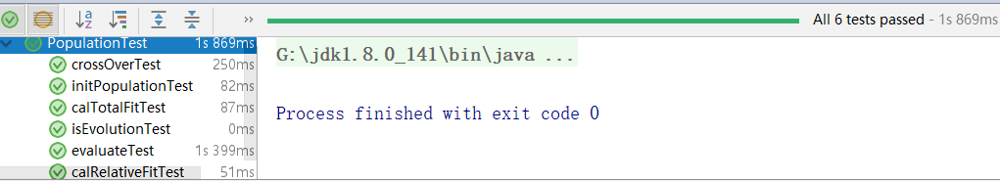 All 6 tests passed - 1s 869ms
PopulationTest 1s 869ms
crossOverTest 250ms
initPopulationTest 82ms
calTotalFitTest 87ms
isEvolutionTest 0ms
evaluateTest 1s 399ms
calRelativeFitTest 51ms
G:\jdk1.8.0_141\bin\java ...
Process finished with exit code 0